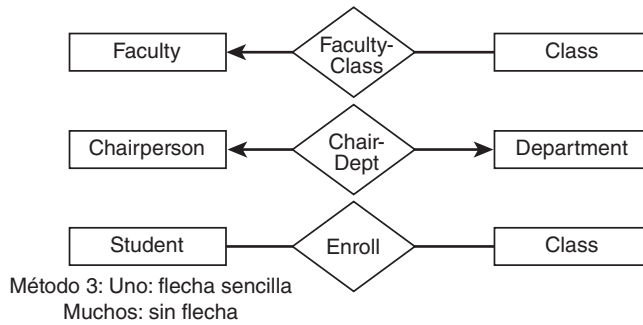 Faculty
Faculty-
Class
Class
Chairperson
Chair-
Dept
Department
Student
Enroll
Class
Método 3: Uno: flecha sencilla
Muchos: sin flecha